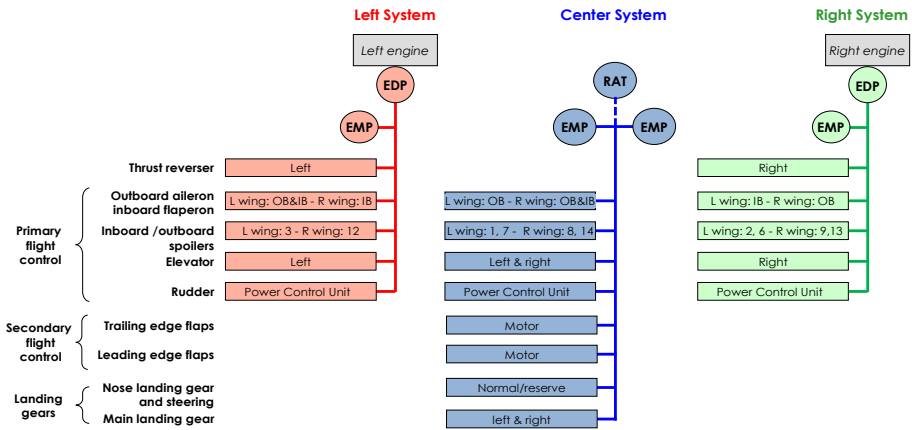 Left System Center System Right System
Left engine Right engine
EDP RAT EDP
EMP EMP EMP EMP
Thrust reverser Left Right
Outboard aileron
inboard flaperon L wing: OB&IB - R wing: IB L wing: OB - R wing: OB&IB L wing: IB - R wing: OB
Primary
flight
control
Inboard /outboard
spoilers L wing: 3 - R wing: 12 L wing: 1, 7 - R wing: 8, 14 L wing: 2, 6 - R wing: 9,13
Elevator Left Left & right Right
Rudder Power Control Unit Power Control Unit Power Control Unit
Secondary
flight
control
Trailing edge flaps Motor
Leading edge flaps Motor
Landing
gears
Nose landing gear
and steering Normal/reserve
Main landing gear left & right